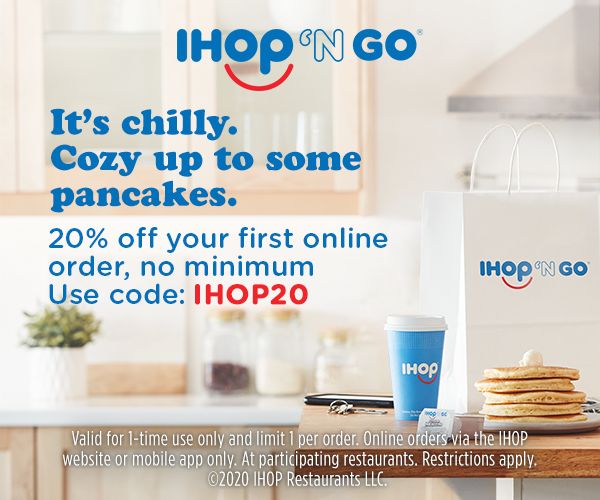 IHOP 'N GO®
It's chilly.
Cozy up to some
pancakes.
20% off your first online
order, no minimum
Use code: IHOP20
IHOP 'N GO®
IHOP
IHOP 'N GO
Valid for 1-time use only and limit 1 per order. Online orders via the IHOP
website or mobile app only. At participating restaurants. Restrictions apply.
©2020 IHOP Restaurants LLC.